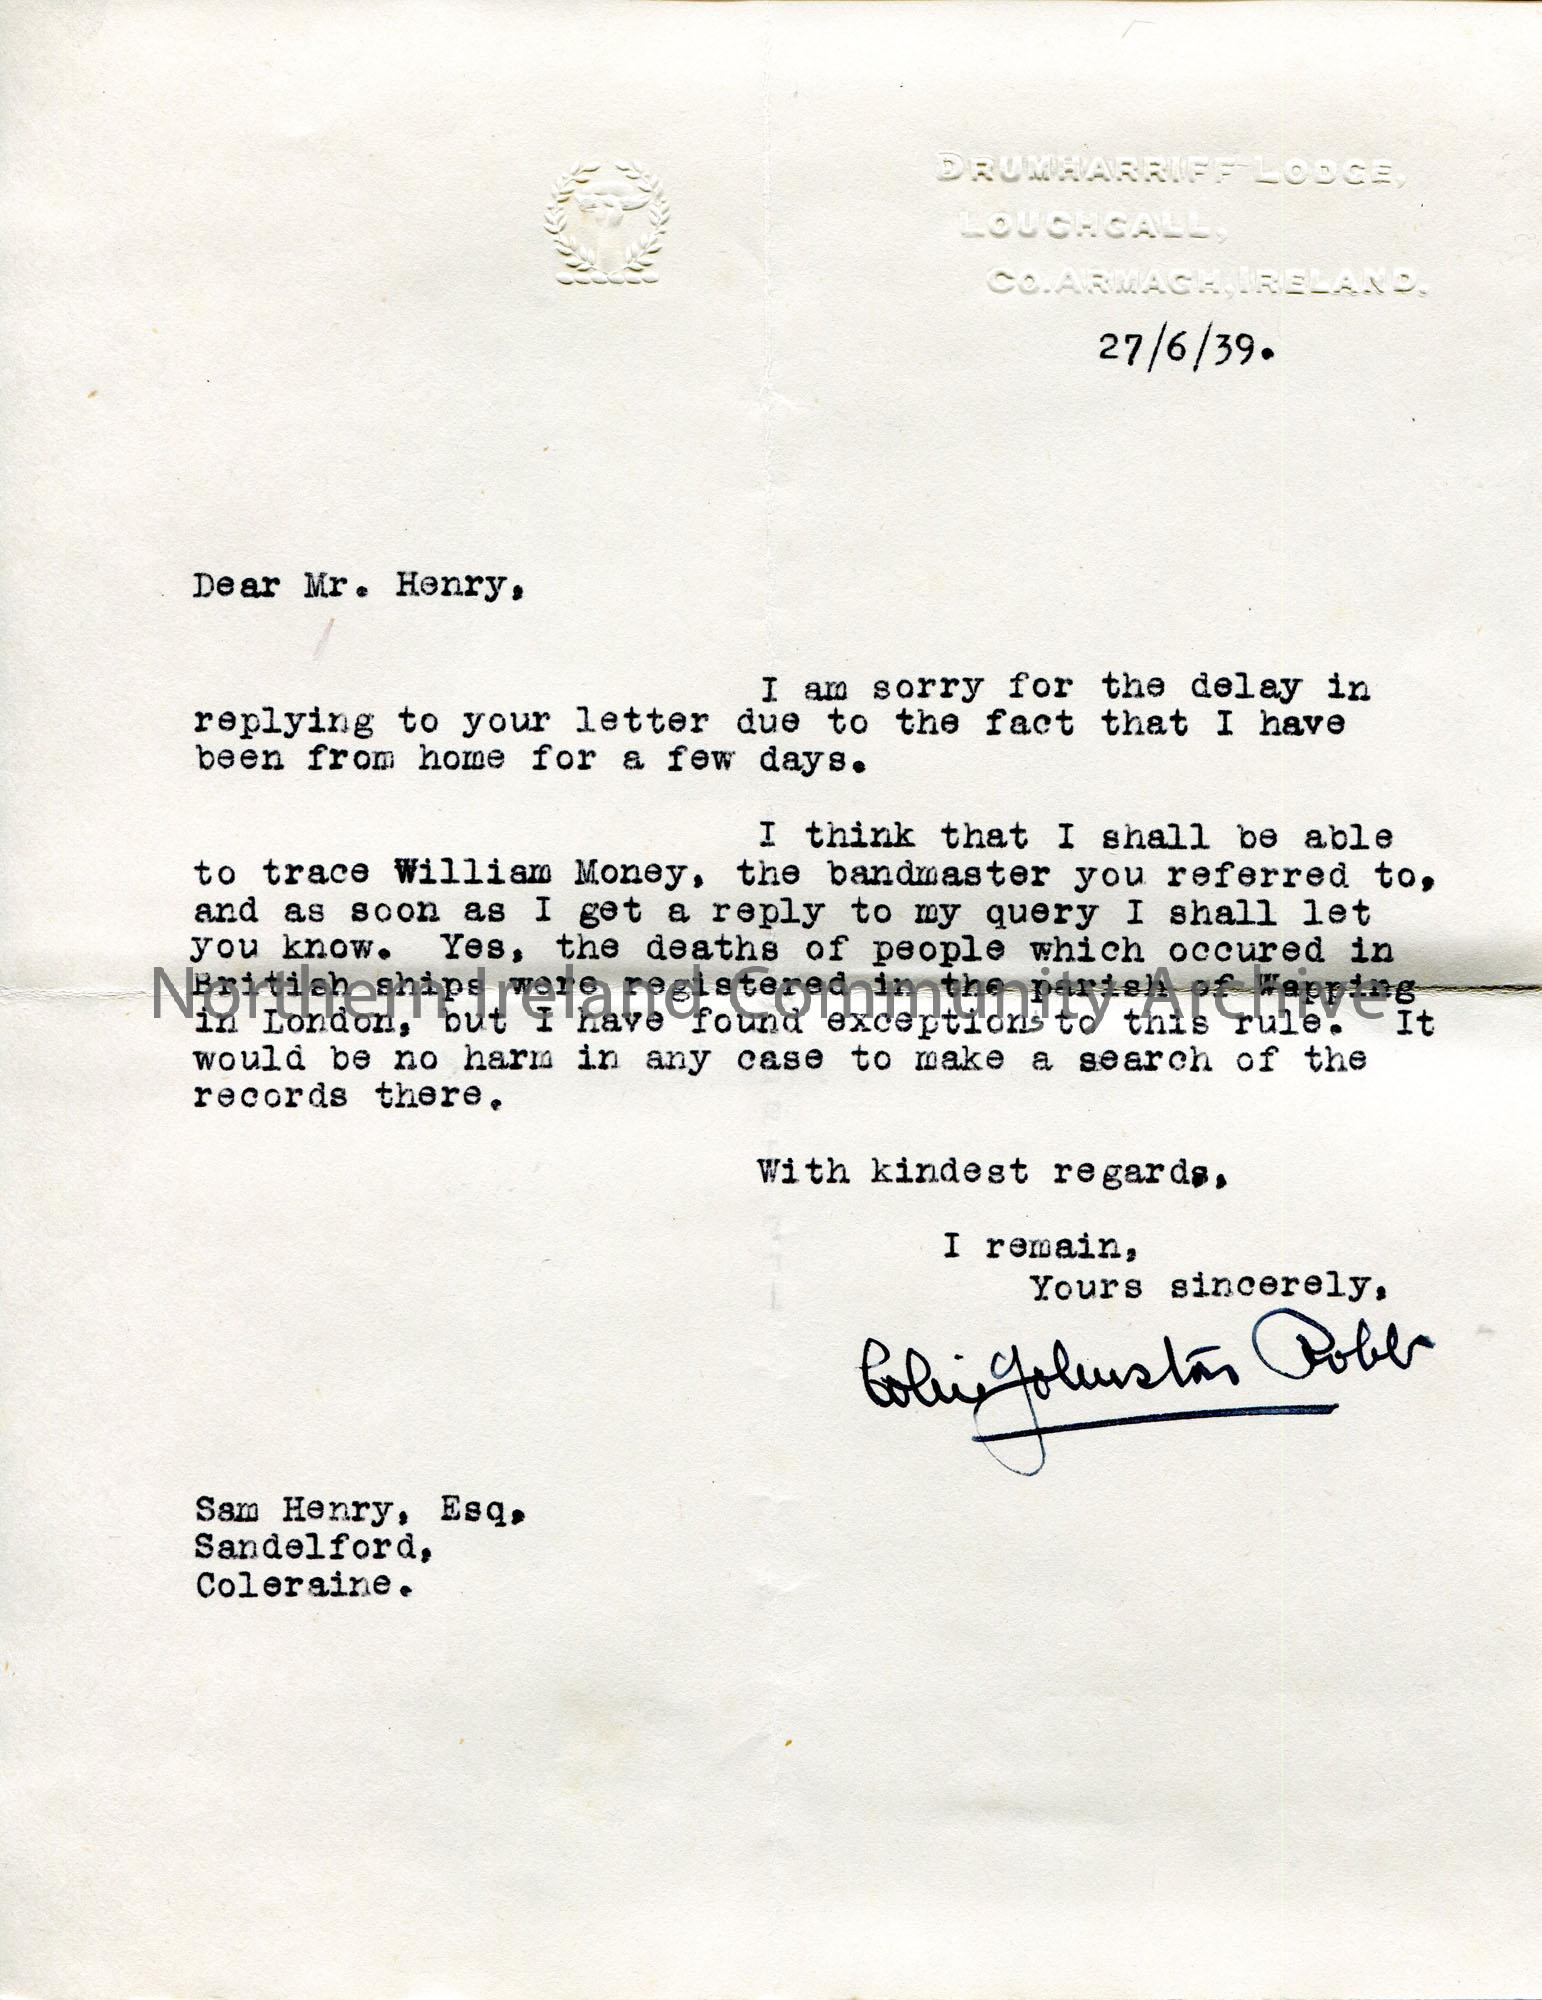 DRUMHARRIFF LODGE,
LOUGHGALL,
CO. ARMAGH, IRELAND.
27/6/39.
Dear Mr. Henry,
I am sorry for the delay in
replying to your letter due to the fact that I have
been from home for a few days.
I think that I shall be able
to trace William Money, the bandmaster you referred to,
and as soon as I get a reply to my query I shall let
you know. Yes, the deaths of people which occured in
British ships were registered in the parish of Wapping
in London, but I have found exceptions to this rule. It
would be no harm in any case to make a search of the
records there.
With kindest regards,
I remain,
Yours sincerely,
Colin Johnston Robb
Sam Henry, Esq,
Sandelford,
Coleraine.
Northern Ireland Community Archive